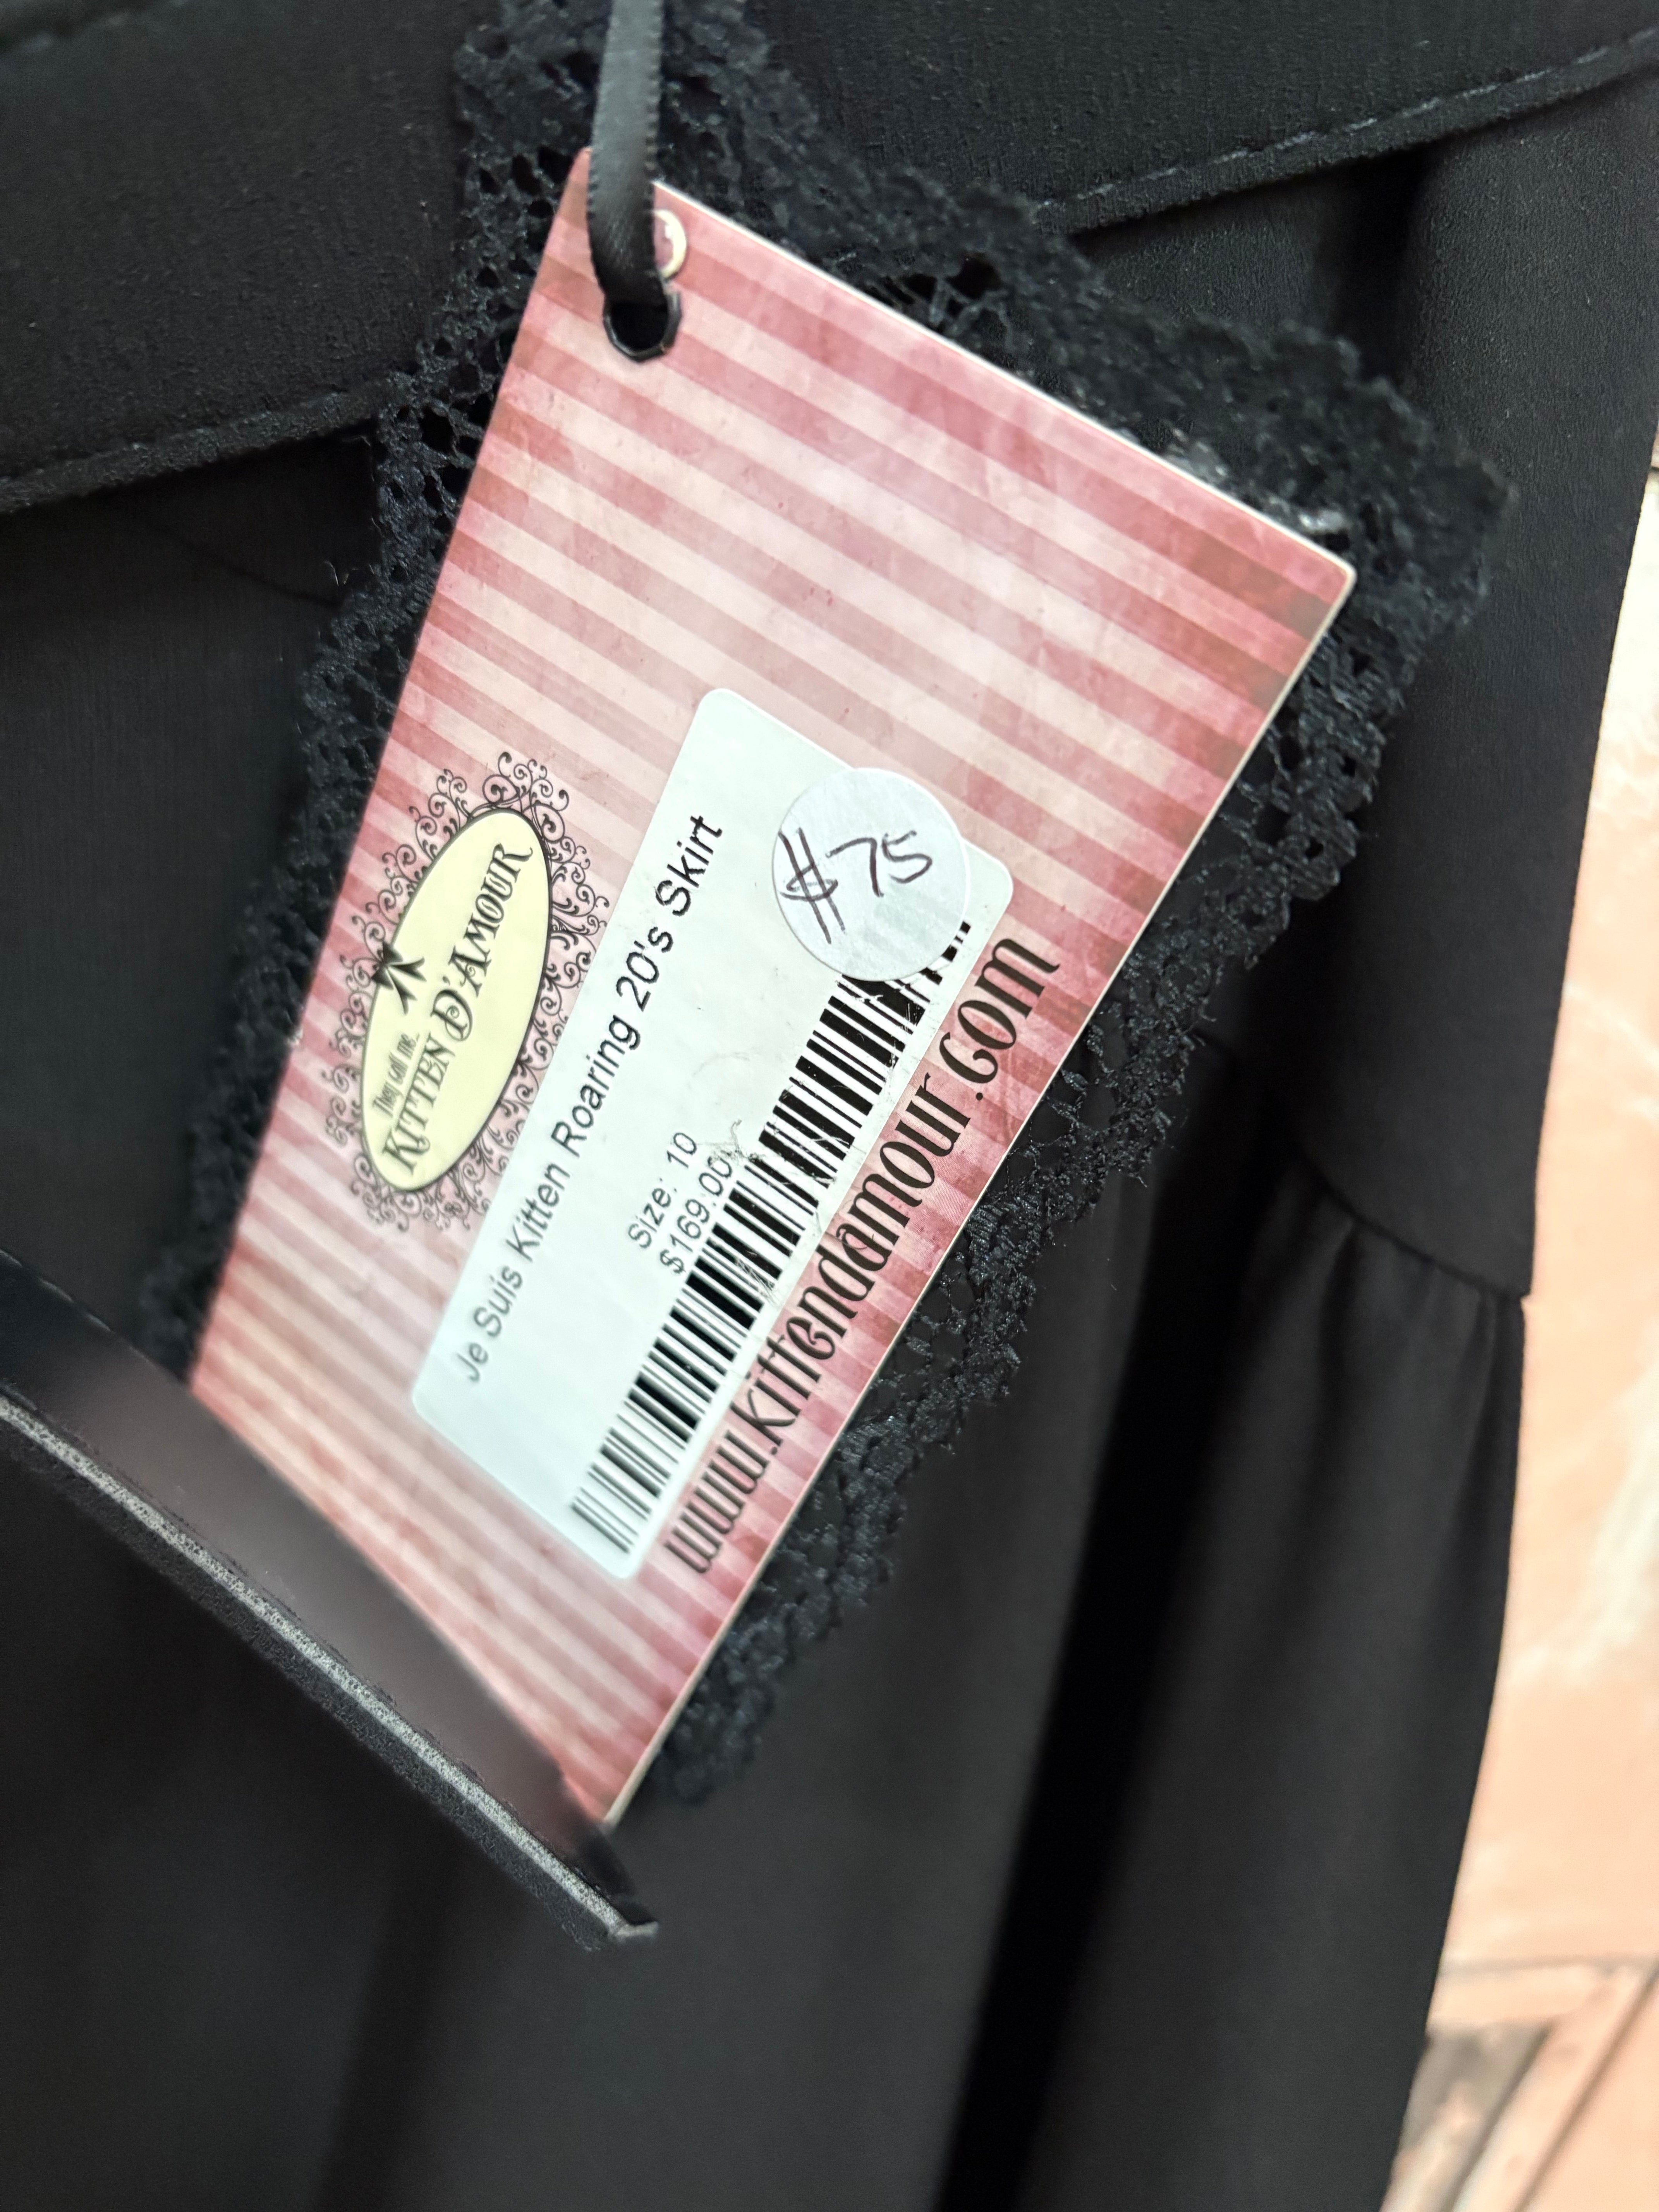 They call me...
KITTEN D'AMOUR
Je Suis Kitten Roaring 20's Skirt
Size: 10
$169.00
$75
www.kittendamour.com